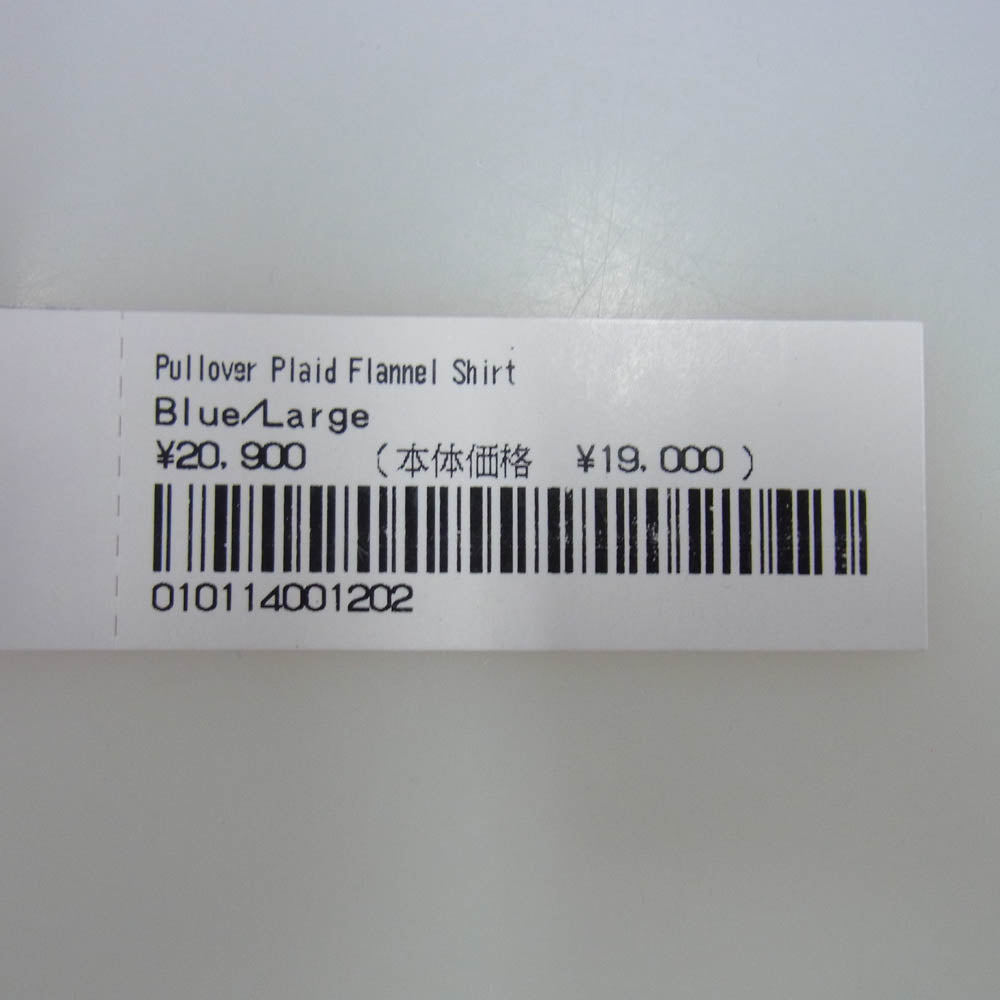 Pullover Plaid Flannel Shirt
Blue/Large
¥20,900 (本体価格 ¥19,000 )
010114001202